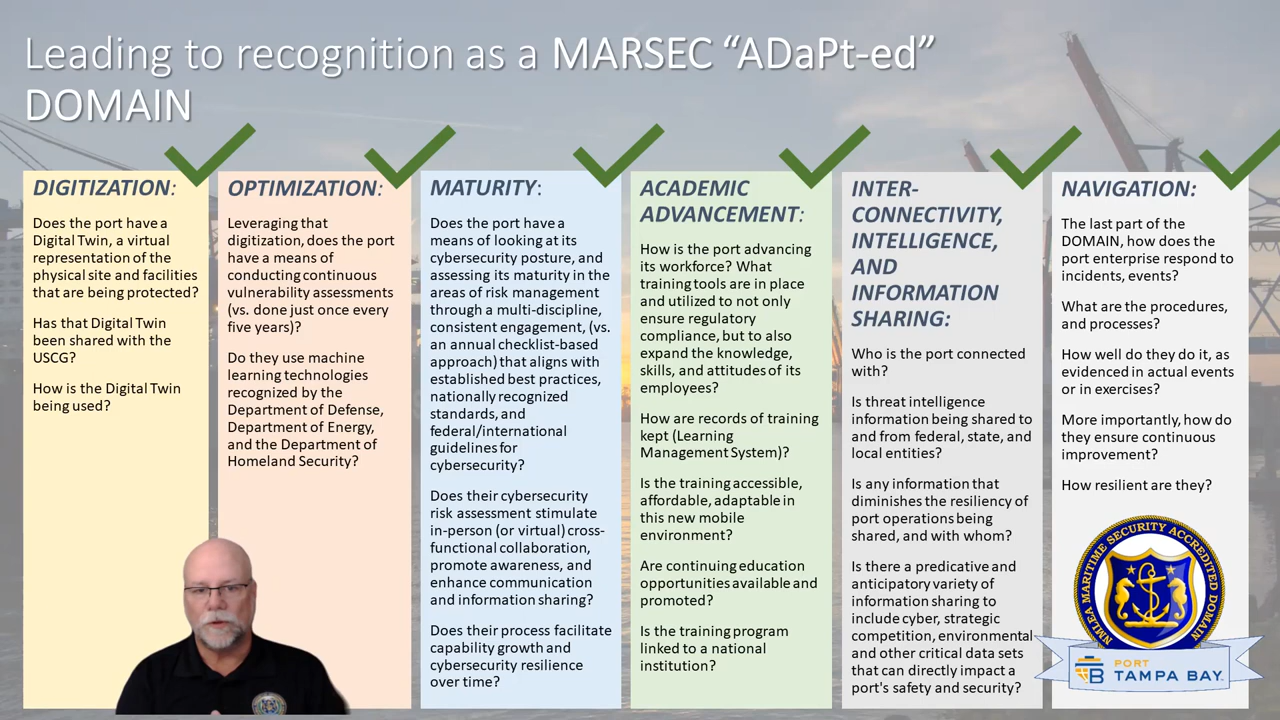 Leading to recognition as a MARSEC “ADaPt-ed”
DOMAIN
DIGITIZATION:
Does the port have a
Digital Twin, a virtual
representation of the
physical site and facilities
that are being protected?
Has that Digital Twin
been shared with the
USCG?
How is the Digital Twin
being used?
OPTIMIZATION:
Leveraging that
digitization, does the port
have a means of
conducting continuous
vulnerability assessments
(vs. done just once every
five years)?
Do they use machine
learning technologies
recognized by the
Department of Defense,
Department of Energy,
and the Department of
Homeland Security?
MATURITY:
Does the port have a
means of looking at its
cybersecurity posture, and
assessing its maturity in the
areas of risk management
through a multi-discipline,
consistent engagement, (vs.
an annual checklist-based
approach) that aligns with
established best practices,
nationally recognized
standards, and
federal/international
guidelines for
cybersecurity?
Does their cybersecurity
risk assessment stimulate
in-person (or virtual) cross-
functional collaboration,
promote awareness, and
enhance communication
and information sharing?
Does their process facilitate
capability growth and
cybersecurity resilience
over time?
ACADEMIC
ADVANCEMENT:
How is the port advancing
its workforce? What
training tools are in place
and utilized to not only
ensure regulatory
compliance, but to also
expand the knowledge,
skills, and attitudes of its
employees?
How are records of training
kept (Learning
Management System)?
Is the training accessible,
affordable, adaptable in
this new mobile
environment?
Are continuing education
opportunities available and
promoted?
Is the training program
linked to a national
institution?
INTER-
CONNECTIVITY,
INTELLIGENCE,
AND
INFORMATION
SHARING:
Who is the port connected
with?
Is threat intelligence
information being shared to
and from federal, state, and
local entities?
Is any information that
diminishes the resiliency of
port operations being
shared, and with whom?
Is there a predicative and
anticipatory variety of
information sharing to
include cyber, strategic
competition, environmental
and other critical data sets
that can directly impact a
port's safety and security?
NAVIGATION:
The last part of the
DOMAIN, how does the
port enterprise respond to
incidents, events?
What are the procedures,
and processes?
How well do they do it, as
evidenced in actual events
or in exercises?
More importantly, how do
they ensure continuous
improvement?
How resilient are they?
NMLEA MARITIME SECURITY ACCREDITED DOMAIN
PORT
TAMPA BAY